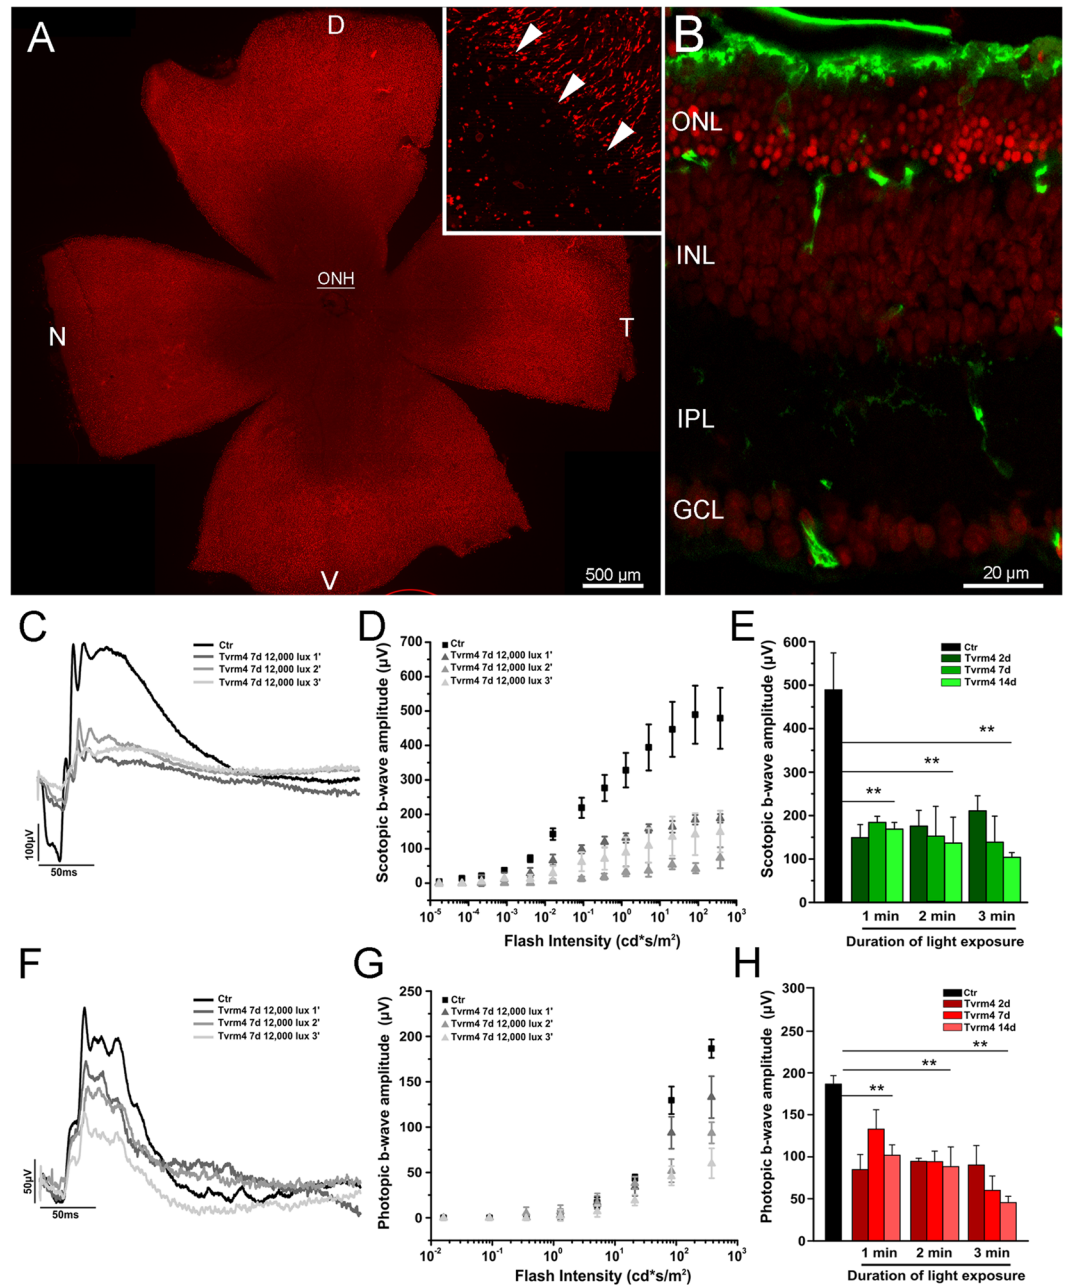 A
D
ONH
N
T
V
500 µm
B
ONL
INL
IPL
GCL
20 µm
C
Ctr
Tvrm4 7d 12,000 lux 1'
Tvrm4 7d 12,000 lux 2'
Tvrm4 7d 12,000 lux 3'
100µV
50ms
D
Scotopic b-wave amplitude (µV)
700
600
500
400
300
200
100
0
Ctr
Tvrm4 7d 12,000 lux 1'
Tvrm4 7d 12,000 lux 2'
Tvrm4 7d 12,000 lux 3'
10-5 10-4 10-3 10-2 10-1 100 101 102 103
Flash Intensity (cd*s/m2)
E
Scotopic b-wave amplitude (µV)
600
500
400
300
200
100
0
Ctr
Tvrm4 2d
Tvrm4 7d
Tvrm4 14d
**
**
**
1 min 2 min 3 min
Duration of light exposure
F
Ctr
Tvrm4 7d 12,000 lux 1'
Tvrm4 7d 12,000 lux 2'
Tvrm4 7d 12,000 lux 3'
50µV
50ms
G
Photopic b-wave amplitude (µV)
250
200
150
100
50
0
Ctr
Tvrm4 7d 12,000 lux 1'
Tvrm4 7d 12,000 lux 2'
Tvrm4 7d 12,000 lux 3'
10-2 10-1 100 101 102 103
Flash Intensity (cd*s/m2)
H
Photopic b-wave amplitude (µV)
300
250
200
150
100
50
0
Ctr
Tvrm4 2d
Tvrm4 7d
Tvrm4 14d
**
**
**
1 min 2 min 3 min
Duration of light exposure